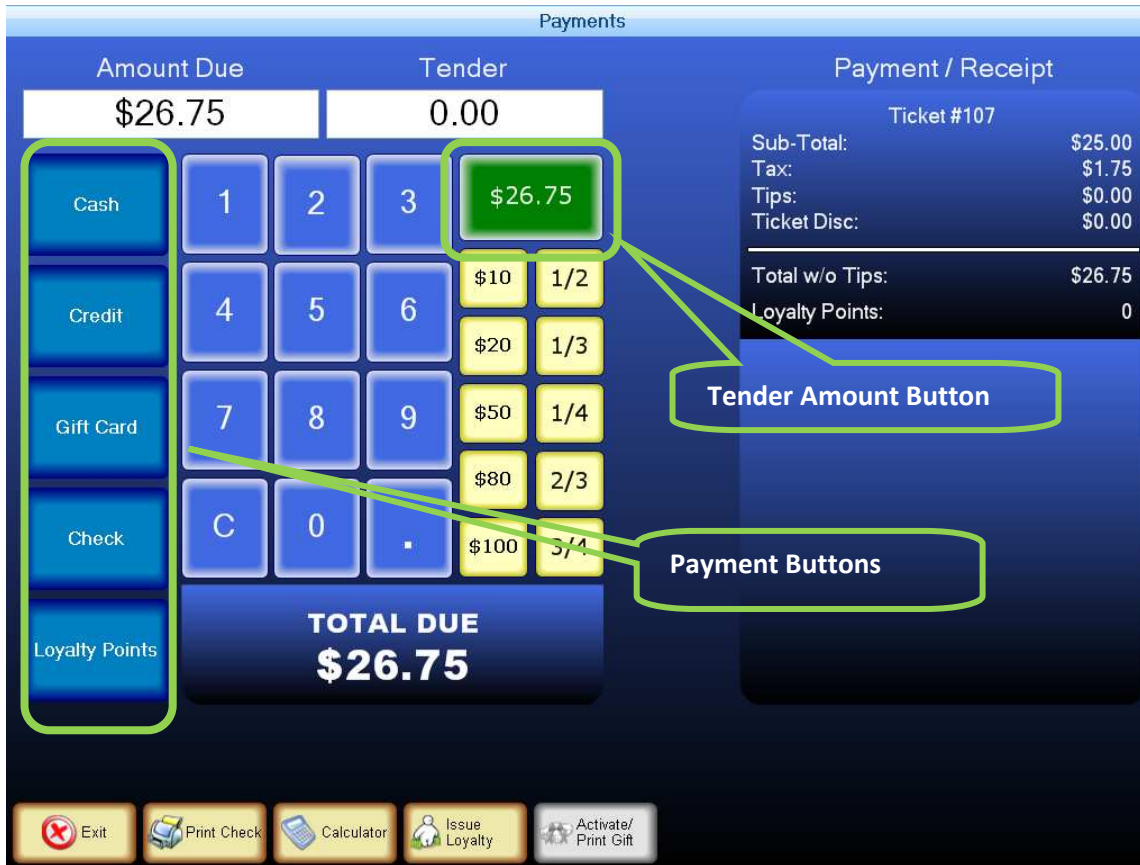 Payments
Amount Due
Tender
Payment / Receipt
$26.75
0.00
Ticket #107
Sub-Total: $25.00
Tax: $1.75
Tips: $0.00
Ticket Disc: $0.00
Total w/o Tips: $26.75
Loyalty Points: 0
Cash
1 2 3
$26.75
Credit
4 5 6
$10 1/2
$20 1/3
Gift Card
7 8 9
$50 1/4
$80 2/3
Check
C 0 .
$100 3/4
Loyalty Points
TOTAL DUE
$26.75
Tender Amount Button
Payment Buttons
Exit
Print Check
Calculator
Issue
Loyalty
Activate/
Print Gift